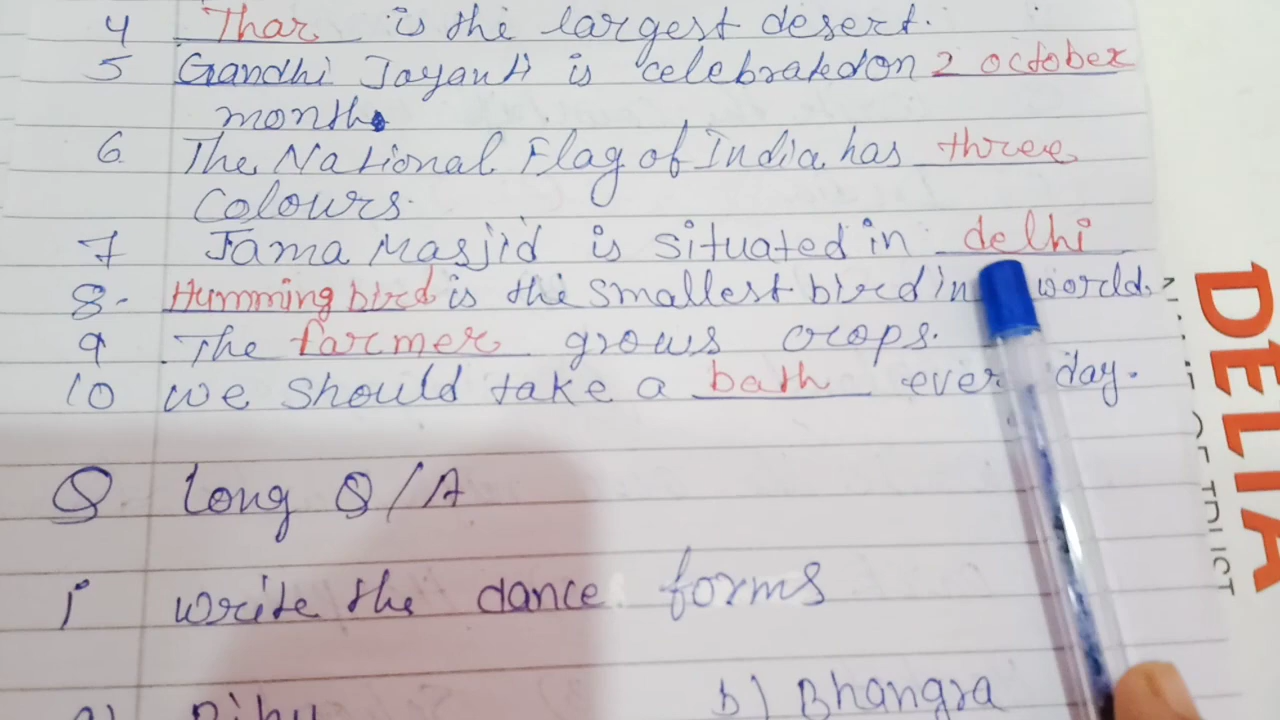 4 Thar is the largest desert.
5 Gandhi Jayanti is celebrated on 2 october
month.
6 The National Flag of India has three
Colours.
7 Jama Masjid is situated in delhi
8. Humming bird is the smallest bird in world.
9 The farmer grows crops.
10 we should take a bath ever day.
Q long Q/A
i write the dance forms
a) Bihu b) Bhangra
DELTA